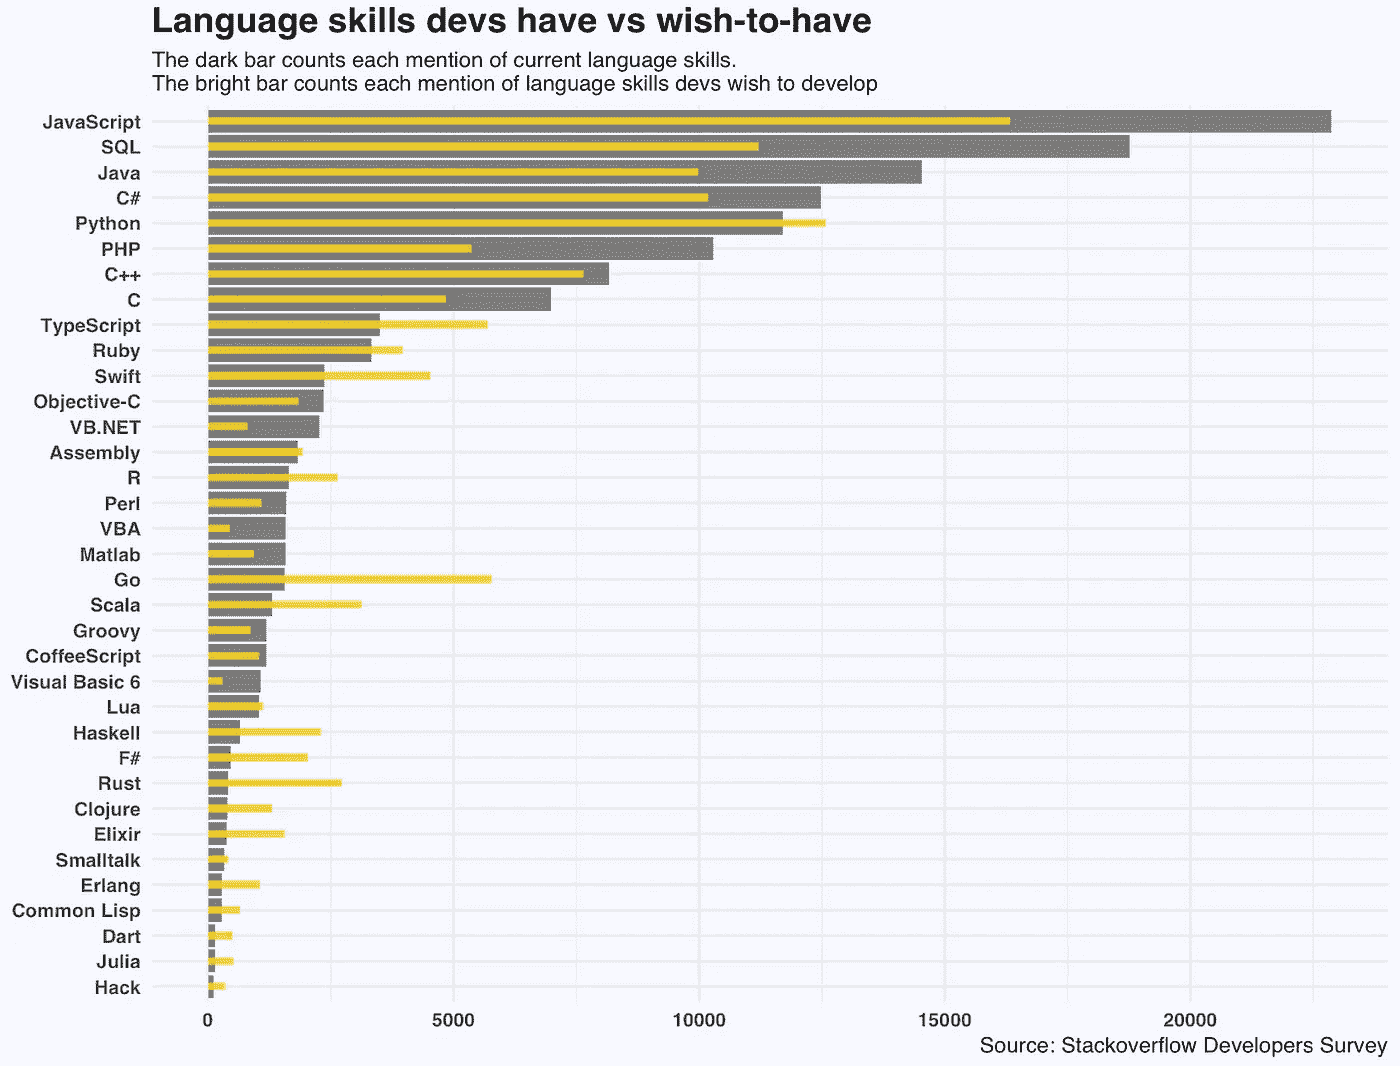 Language skills devs have vs wish-to-have
The dark bar counts each mention of current language skills.
The bright bar counts each mention of language skills devs wish to develop
JavaScript
SQL
Java
C#
Python
PHP
C++
C
TypeScript
Ruby
Swift
Objective-C
VB.NET
Assembly
R
Perl
VBA
Matlab
Go
Scala
Groovy
CoffeeScript
Visual Basic 6
Lua
Haskell
F#
Rust
Clojure
Elixir
Smalltalk
Erlang
Common Lisp
Dart
Julia
Hack
0 5000 10000 15000 20000
Source: Stackoverflow Developers Survey